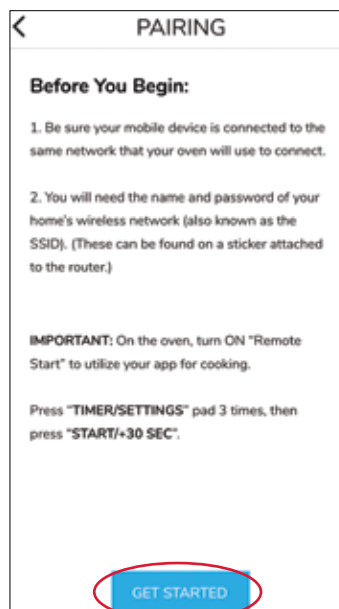 PAIRING
Before You Begin:
1. Be sure your mobile device is connected to the
same network that your oven will use to connect.
2. You will need the name and password of your
home's wireless network (also known as the
SSID). (These can be found on a sticker attached
to the router.)
IMPORTANT: On the oven, turn ON "Remote
Start" to utilize your app for cooking.
Press "TIMER/SETTINGS" pad 3 times, then
press "START/+30 SEC".
GET STARTED